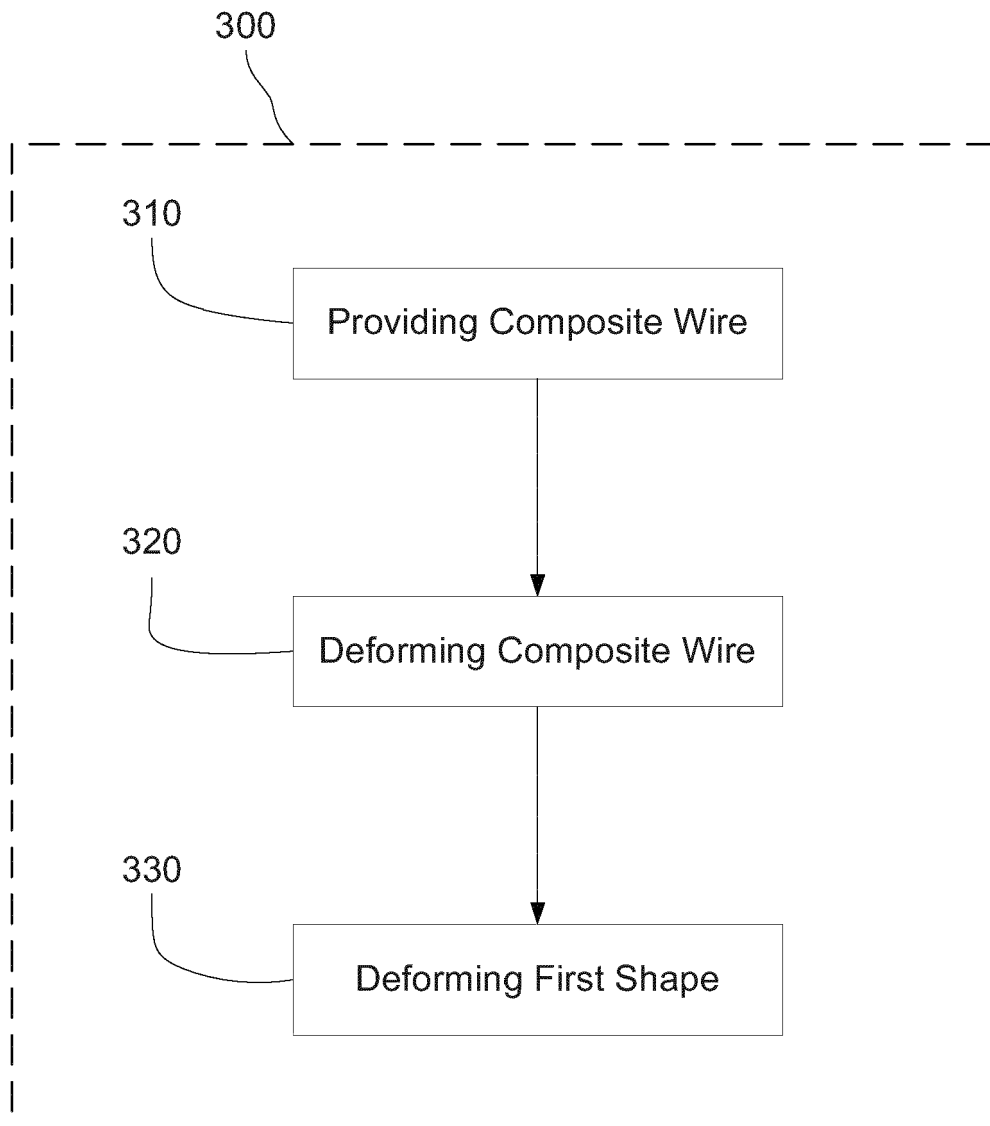 300
310
Providing Composite Wire
320
Deforming Composite Wire
330
Deforming First Shape